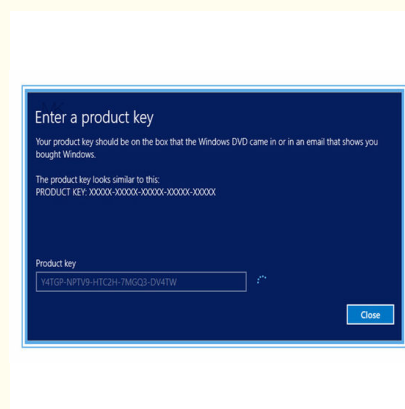 Enter a product key
Your product key should be on the box that the Windows DVD came in or in an email that shows you
bought Windows.
The product key looks similar to this:
PRODUCT KEY: XXXXX-XXXXX-XXXXX-XXXXX-XXXXX
Product key
Y4TGP-NPTV9-HTC2H-7MGQ3-DV4TW
Close